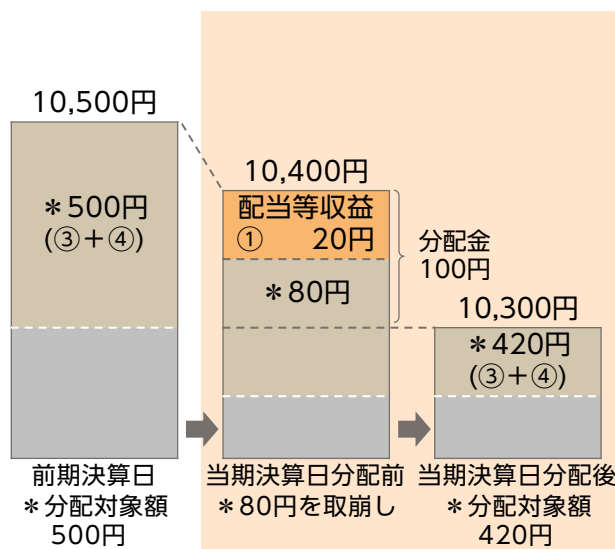 10,500円
＊500円
(③＋④)
前期決算日
＊分配対象額
500円
10,400円
配当等収益
① 20円
＊80円
分配金
100円
当期決算日分配前
＊80円を取崩し
10,300円
＊420円
(③＋④)
当期決算日分配後
＊分配対象額
420円